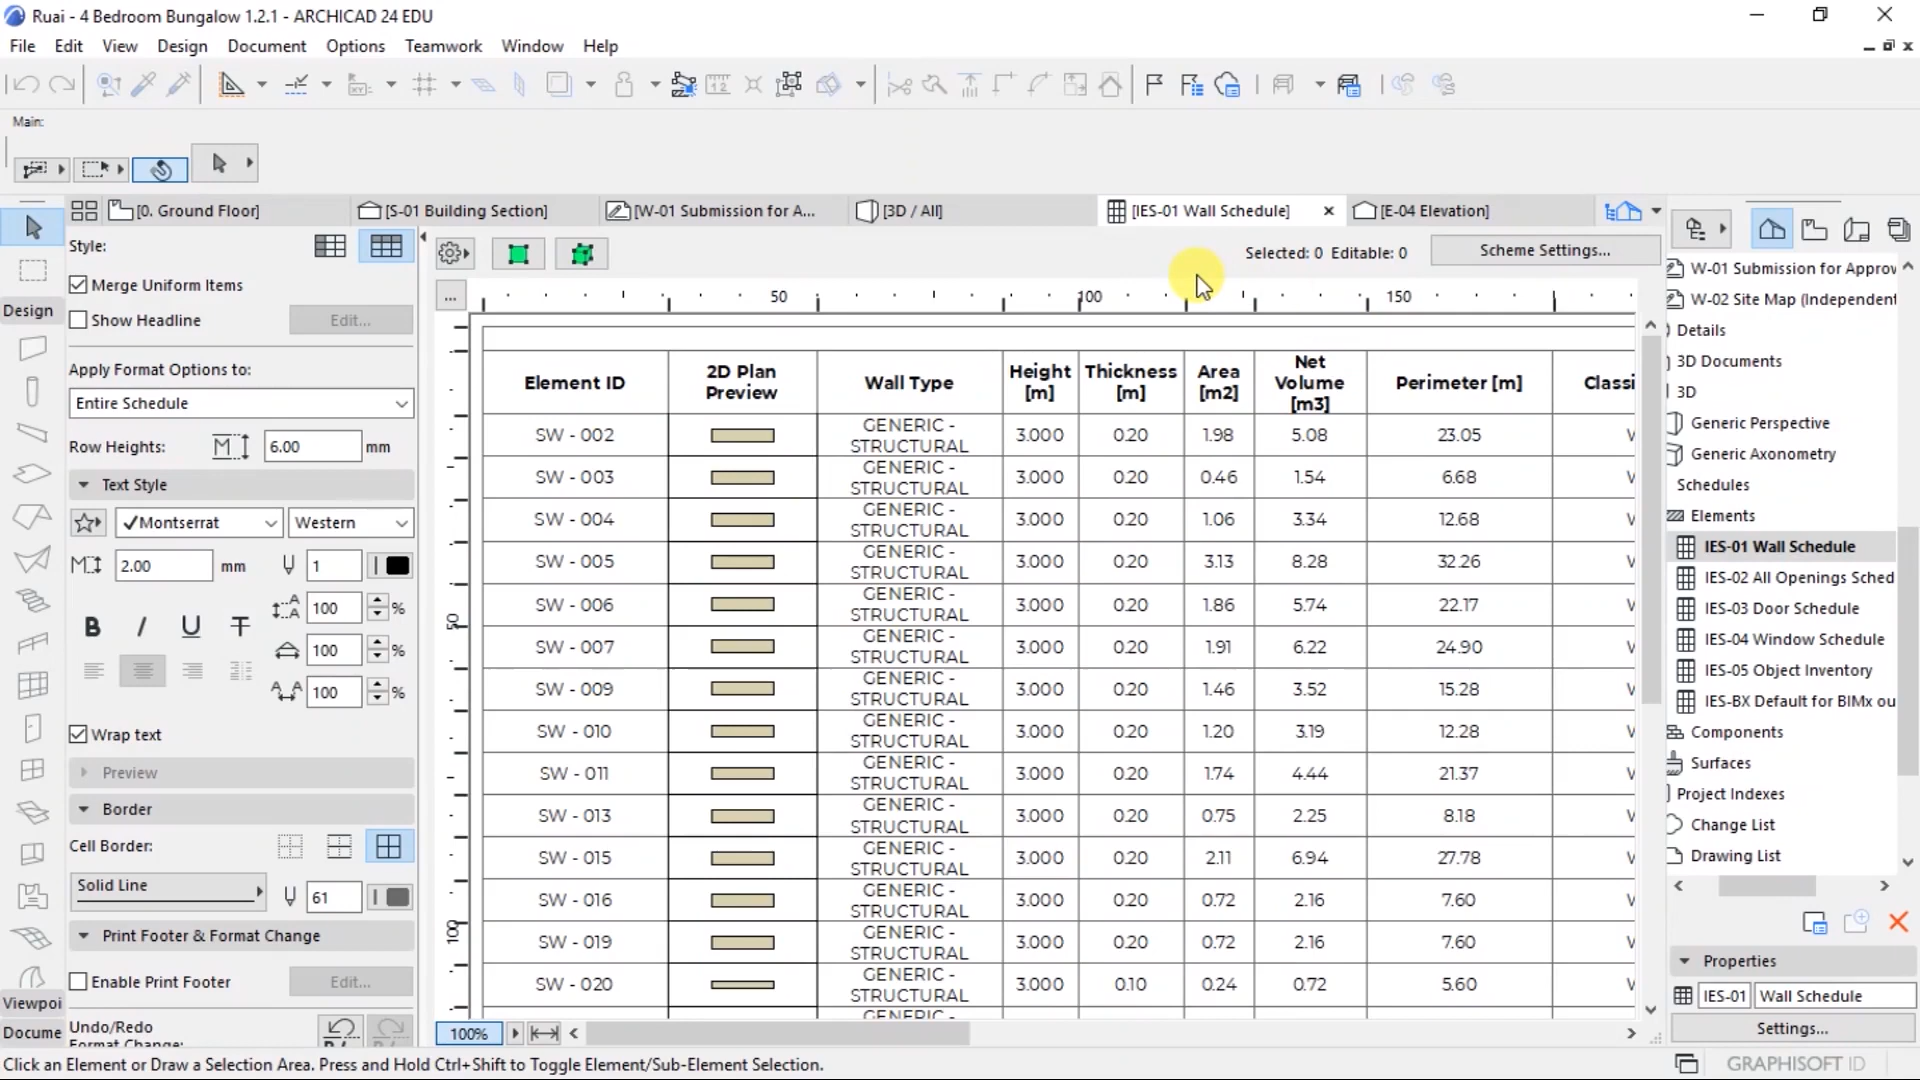 Ruai - 4 Bedroom Bungalow 1.2.1 - ARCHICAD 24 EDU
File Edit View Design Document Options Teamwork Window Help
Main:
[0. Ground Floor] [S-01 Building Section] [W-01 Submission for A... [3D / All] [IES-01 Wall Schedule] [E-04 Elevation]
Style:
Selected: 0 Editable: 0 Scheme Settings...
Merge Uniform Items
Show Headline Edit...
Apply Format Options to:
Entire Schedule
Row Heights: 6.00 mm
Text Style
Montserrat Western
2.00 mm 1
100 %
B I U T
100 %
100 %
Wrap text
Preview
Border
Cell Border:
Solid Line 61
Print Footer & Format Change
Enable Print Footer Edit...
Undo/Redo
Format Change:
Design
Viewpoi
Docume
... 50 100 150
50
100
Element ID 2D Plan Preview Wall Type Height [m] Thickness [m] Area [m2] Net Volume [m3] Perimeter [m] Classi
SW - 002 GENERIC - STRUCTURAL 3.000 0.20 1.98 5.08 23.05
SW - 003 GENERIC - STRUCTURAL 3.000 0.20 0.46 1.54 6.68
SW - 004 GENERIC - STRUCTURAL 3.000 0.20 1.06 3.34 12.68
SW - 005 GENERIC - STRUCTURAL 3.000 0.20 3.13 8.28 32.26
SW - 006 GENERIC - STRUCTURAL 3.000 0.20 1.86 5.74 22.17
SW - 007 GENERIC - STRUCTURAL 3.000 0.20 1.91 6.22 24.90
SW - 009 GENERIC - STRUCTURAL 3.000 0.20 1.46 3.52 15.28
SW - 010 GENERIC - STRUCTURAL 3.000 0.20 1.20 3.19 12.28
SW - 011 GENERIC - STRUCTURAL 3.000 0.20 1.74 4.44 21.37
SW - 013 GENERIC - STRUCTURAL 3.000 0.20 0.75 2.25 8.18
SW - 015 GENERIC - STRUCTURAL 3.000 0.20 2.11 6.94 27.78
SW - 016 GENERIC - STRUCTURAL 3.000 0.20 0.72 2.16 7.60
SW - 019 GENERIC - STRUCTURAL 3.000 0.20 0.72 2.16 7.60
SW - 020 GENERIC - STRUCTURAL 3.000 0.10 0.24 0.72 5.60
GENERIC -
100%
W-01 Submission for Approv
W-02 Site Map (Independent
Details
3D Documents
3D
Generic Perspective
Generic Axonometry
Schedules
Elements
IES-01 Wall Schedule
IES-02 All Openings Sched
IES-03 Door Schedule
IES-04 Window Schedule
IES-05 Object Inventory
IES-BX Default for BIMx ou
Components
Surfaces
Project Indexes
Change List
Drawing List
Properties
IES-01 Wall Schedule
Settings...
Click an Element or Draw a Selection Area. Press and Hold Ctrl+Shift to Toggle Element/Sub-Element Selection.
GRAPHISOFT ID